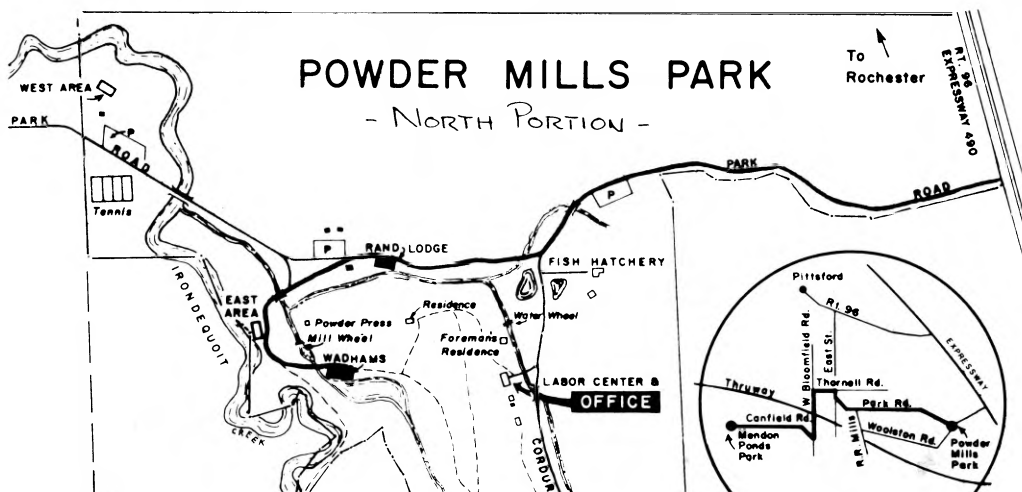 POWDER MILLS PARK
- NORTH PORTION -
To
Rochester
RT. 96
EXPRESSWAY 490
WEST AREA
PARK
P
ROAD
Tennis
PARK
ROAD
P
P
RAND LODGE
FISH HATCHERY
IRONDEQUOIT
CREEK
EAST
AREA
Residence
Powder Press
Mill Wheel
Water Wheel
Foremans
Residence
WADHAMS
LABOR CENTER &
OFFICE
CORDUR
Pittsford
Rt. 96
EXPRESSWAY
W. Bloomfield Rd.
East St.
Thornell Rd.
Thruway
Park Rd.
Canfield Rd.
Woolston Rd.
R.R. Mills
Mendon
Ponds
Park
Powder
Mills
Park